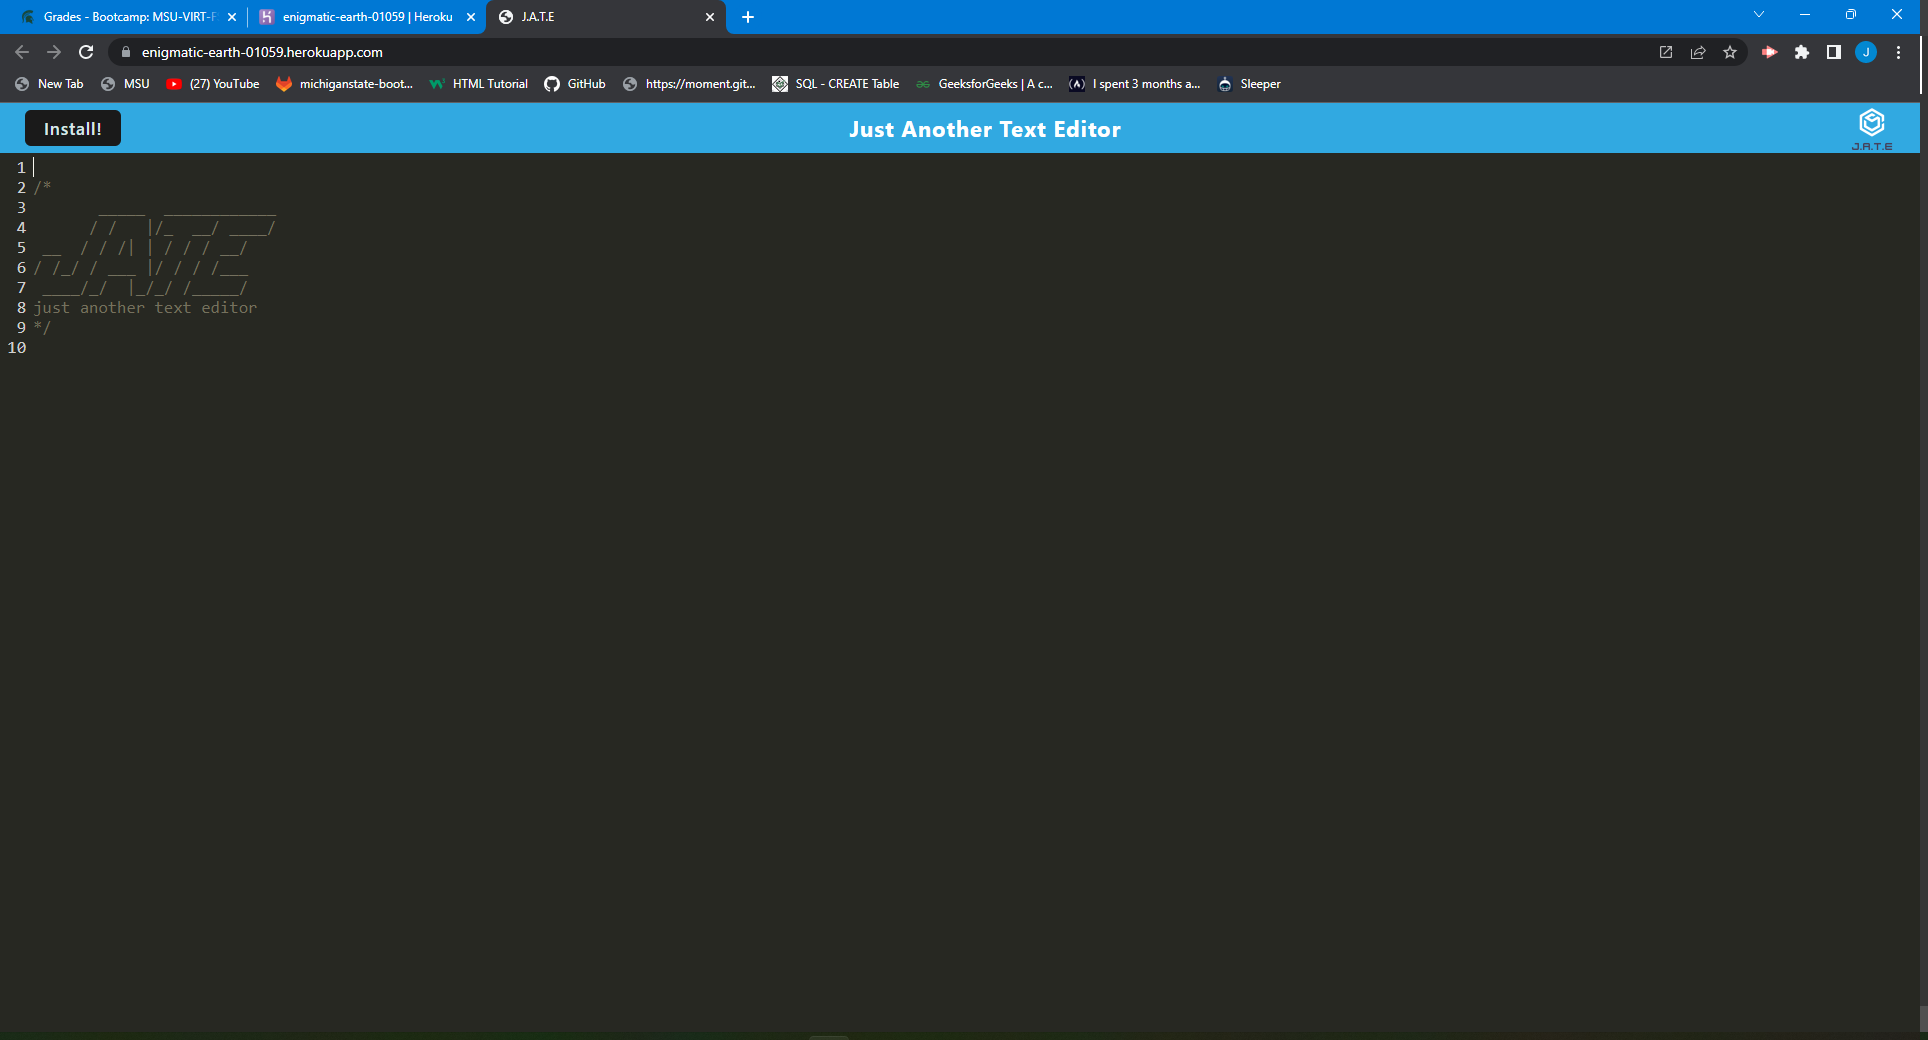 Grades - Bootcamp: MSU-VIRT-F
enigmatic-earth-01059 | Heroku
J.A.T.E
enigmatic-earth-01059.herokuapp.com
J
New Tab
MSU
(27) YouTube
michiganstate-boot...
HTML Tutorial
GitHub
https://moment.git...
SQL - CREATE Table
GeeksforGeeks | A c...
I spent 3 months a...
Sleeper
Install!
Just Another Text Editor
J.A.T.E
1
2 /*
3        _____  ____________
4       / /   |/_  __/ ____/
5  __  / / /| | / / / __/
6 / /_/ / ___ |/ / / /___
7  ____/_/  |_/_/ /_____/
8 just another text editor
9 */
10